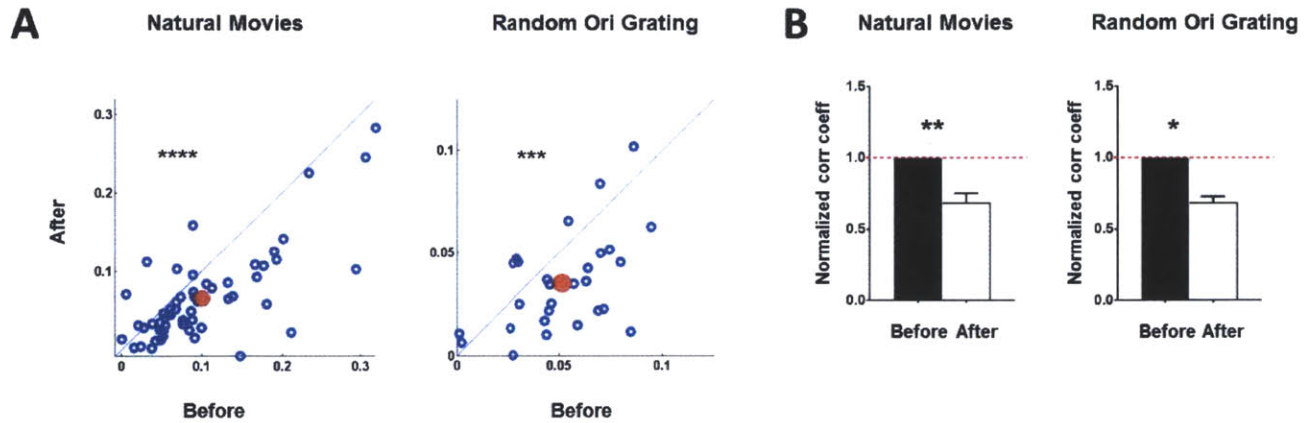 A
Natural Movies
Random Ori Grating
B
Natural Movies
Random Ori Grating
After
0.3
0.2
0.1
0
0.1
0.2
0.3
****
Before
0.1
0.05
0
0
0.05
0.1
***
Before
Normalized corr coeff
1.5
1.0
0.5
0.0
**
Before After
Normalized corr coeff
1.5
1.0
0.5
0.0
*
Before After